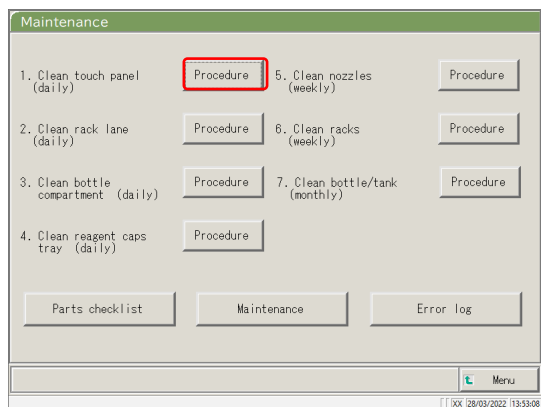 Maintenance
1. Clean touch panel
(daily)
Procedure
5. Clean nozzles
(weekly)
Procedure
2. Clean rack lane
(daily)
Procedure
6. Clean racks
(weekly)
Procedure
3. Clean bottle
compartment (daily)
Procedure
7. Clean bottle/tank
(monthly)
Procedure
4. Clean reagent caps
tray (daily)
Procedure
Parts checklist
Maintenance
Error log
Menu
XX 28/03/2022 13:53:08